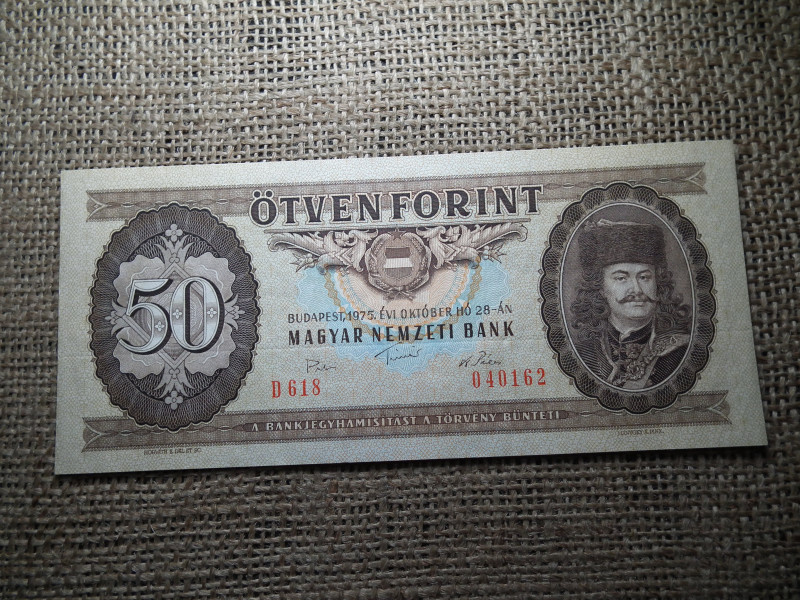 ÖTVEN FORINT
50
BUDAPEST, 1975. ÉVI OKTÓBER HÓ 28-ÁN
MAGYAR NEMZETI BANK
D 618 040162
A BANKJEGYHAMISÍTÁST A TÖRVÉNY BÜNTETI